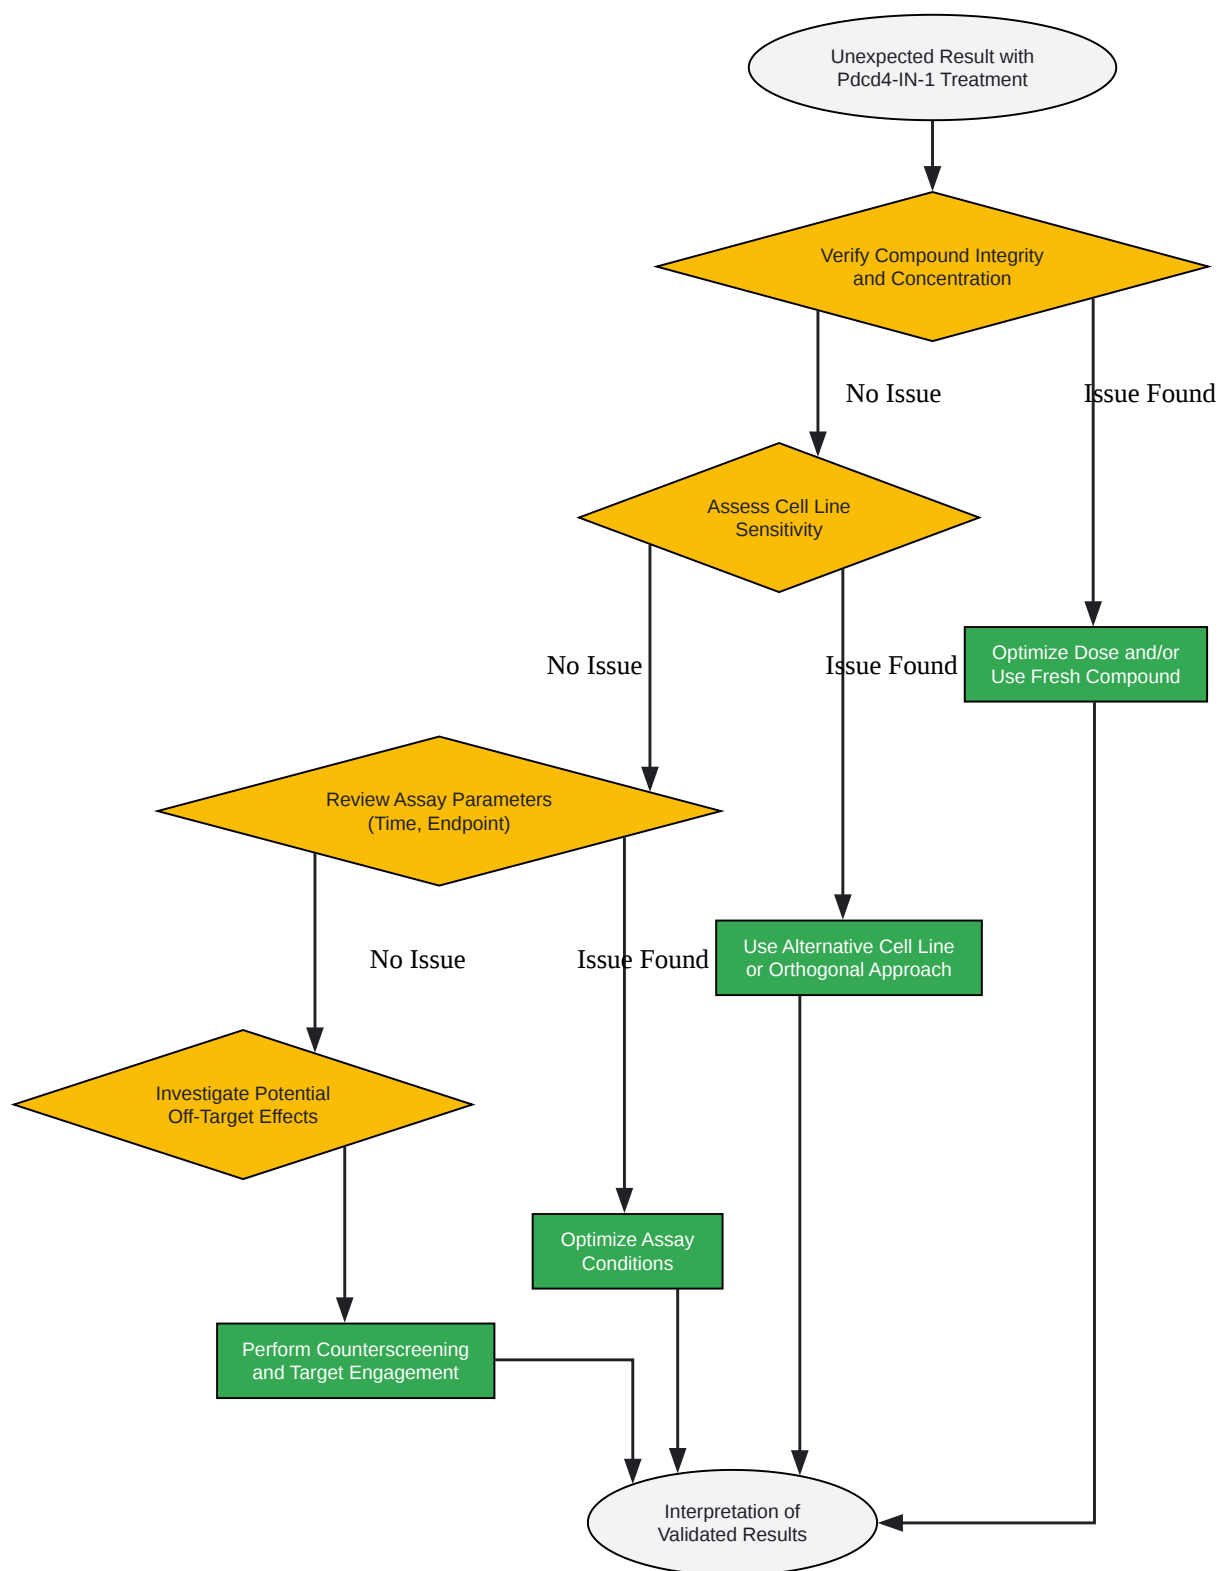 Unexpected Result with
Pdcd4-IN-1 Treatment
Verify Compound Integrity
and Concentration
No Issue
Issue Found
Assess Cell Line
Sensitivity
No Issue
Issue Found
Optimize Dose and/or
Use Fresh Compound
Review Assay Parameters
(Time, Endpoint)
No Issue
Issue Found
Use Alternative Cell Line
or Orthogonal Approach
Investigate Potential
Off-Target Effects
Optimize Assay
Conditions
Perform Counterscreening
and Target Engagement
Interpretation of
Validated Results